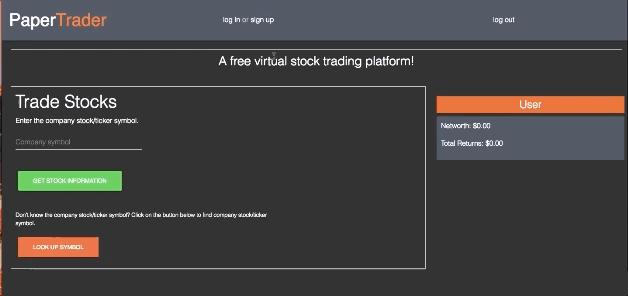 PaperTrader
log in or sign up
log out
A free virtual stock trading platform!
Trade Stocks
Enter the company stock/ticker symbol.
Company symbol
GET STOCK INFORMATION
Don't know the company stock/ticker symbol? Click on the button below to find company stock/ticker
symbol.
LOOK UP SYMBOL
User
Networth: $0.00
Total Returns: $0.00